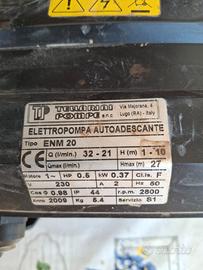 TP TELLARINI POMPE s.n.c. Via Majorana, 4 Lugo (RA) - Italy
ELETTROPOMPA AUTOADESCANTE
Tipo ENM 20
Q (l/min.) 32 - 21 H (m) 1 - 10
Qmax (l/min.) Hmax (m) 27
Motore 1~ HP 0.5 kW 0.37 Cl.Is. F
V 230 A 2 Hz 50
Cos φ 0.98 IP 44 r.p.m 2800
Anno 2009 Kg 5.4 Servizio S1